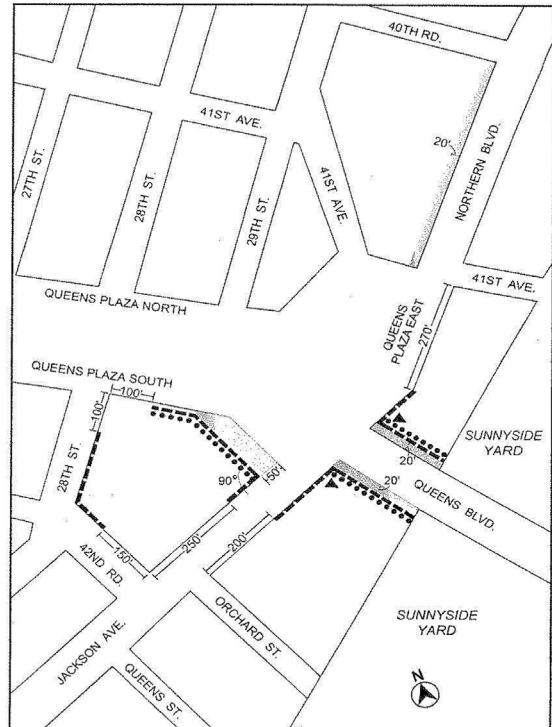 40TH RD.
41ST AVE.
20'
27TH ST.
28TH ST.
29TH ST.
41ST AVE.
NORTHERN BLVD.
QUEENS PLAZA NORTH
QUEENS
PLAZA EAST
270'
41ST AVE.
QUEENS PLAZA SOUTH
100'
100'
28TH ST.
90°
50'
20'
20'
SUNNYSIDE
YARD
QUEENS BLVD.
150'
250'
200'
42ND RD.
JACKSON AVE.
ORCHARD ST.
QUEENS ST.
SUNNYSIDE
YARD
N